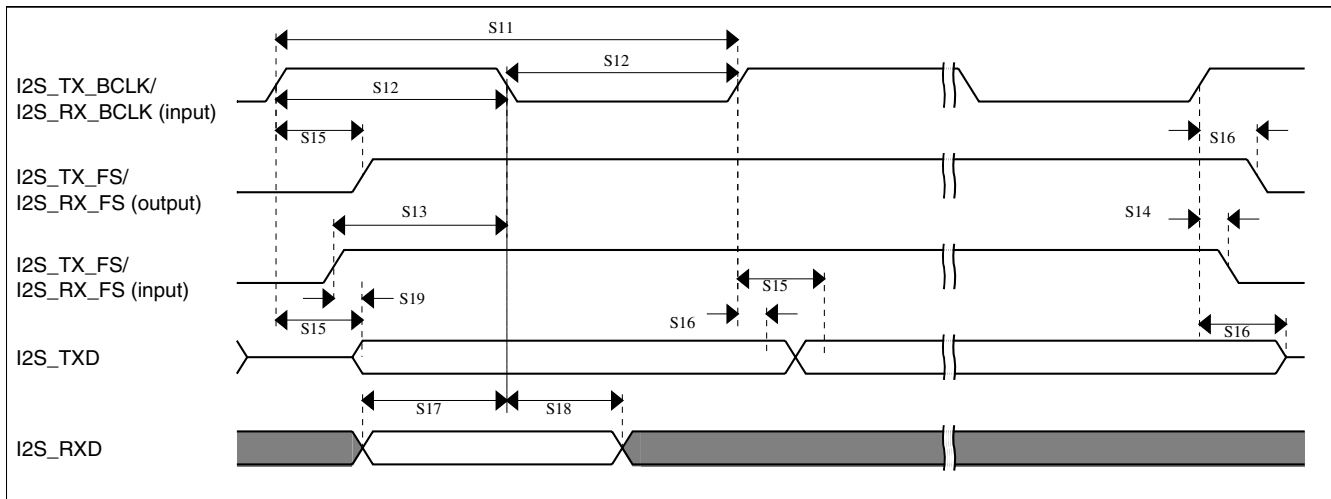 S11
S12
I2S_TX_BCLK/
I2S_RX_BCLK (input)
S12
S15
S16
I2S_TX_FS/
I2S_RX_FS (output)
S13
S14
I2S_TX_FS/
I2S_RX_FS (input)
S15
S19
S15
S16
S16
I2S_TXD
S17
S18
I2S_RXD